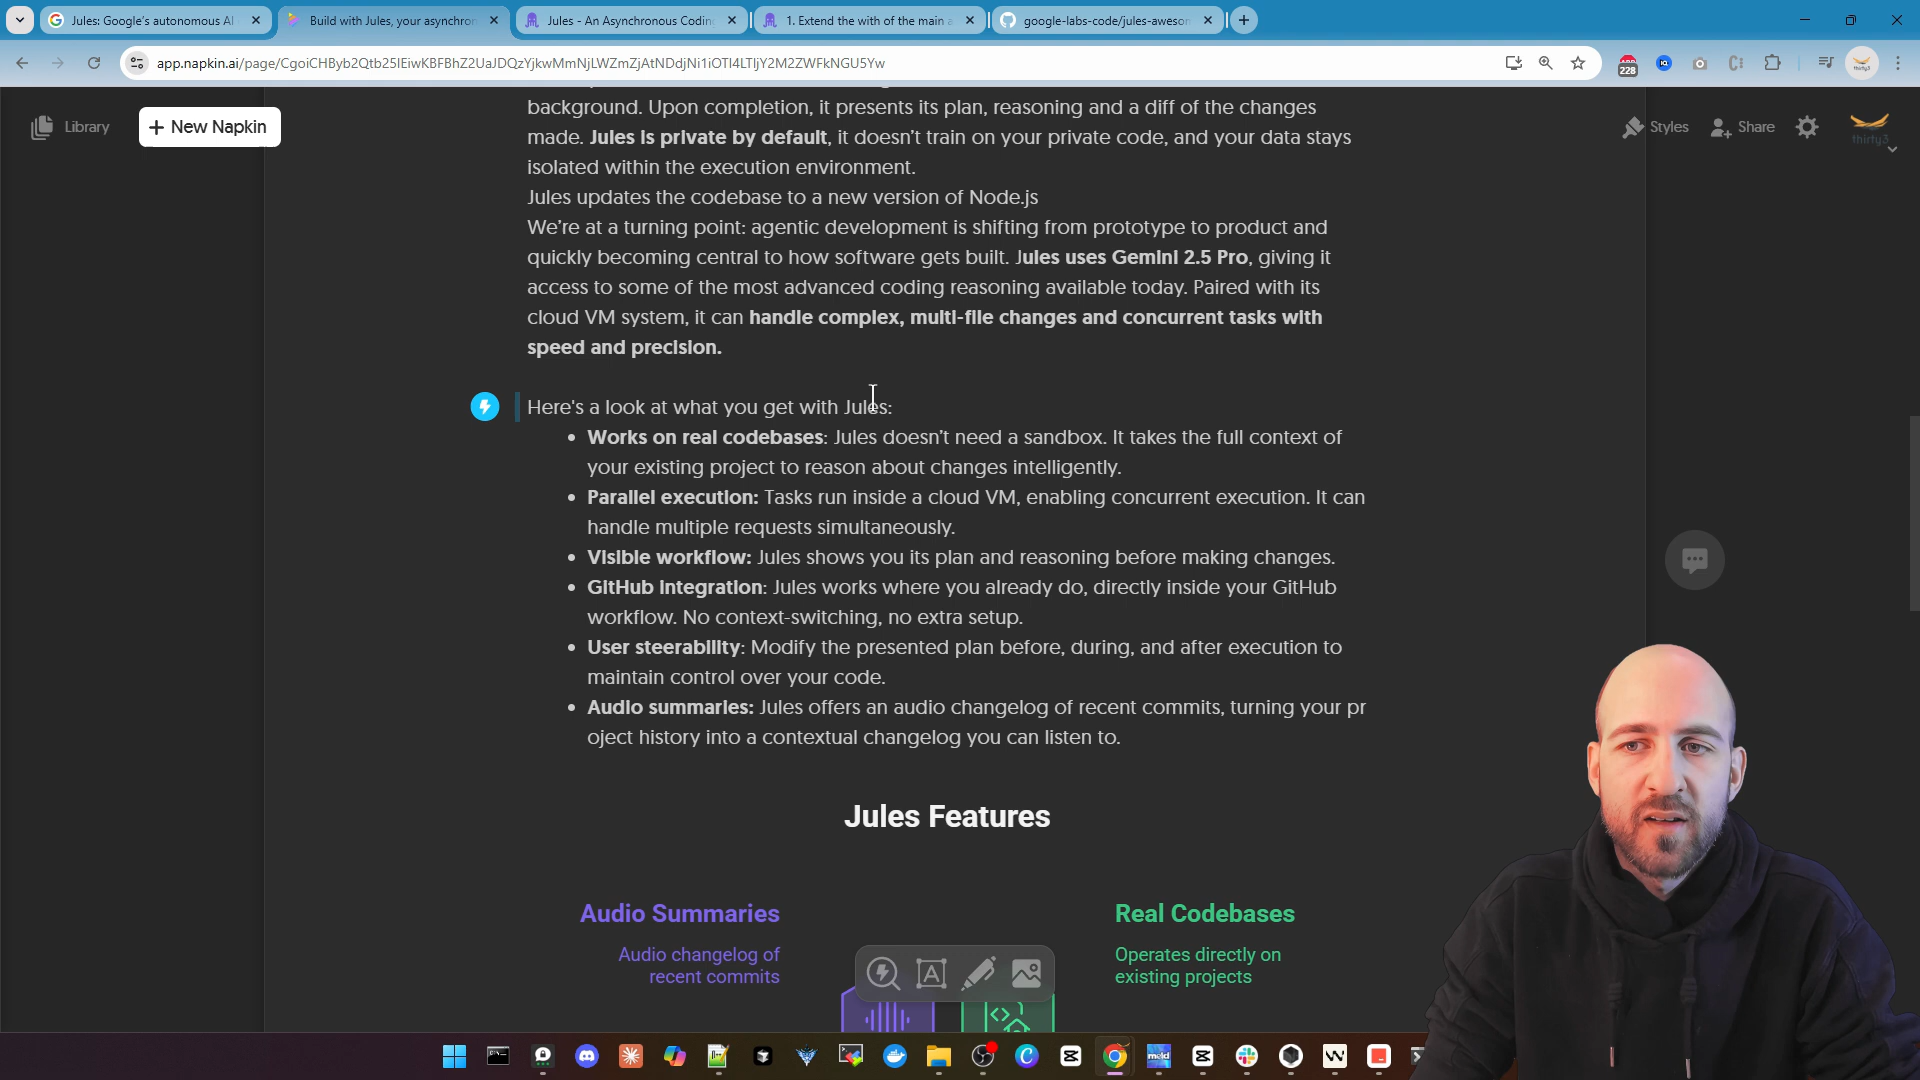 Jules: Google's autonomous AI
Build with Jules, your asynchron
Jules - An Asynchronous Coding
1. Extend the with of the main a
google-labs-code/jules-awesom
app.napkin.ai/page/CgoiCHByb2Qtb25lEiwKBFBhZ2UaJDQzYjkwMmNjLWZmZjAtNDdjNi1iOTI4LTljY2M2ZWFkNGU5Yw
228
Library
New Napkin
Styles
Share
thirty3
background. Upon completion, it presents its plan, reasoning and a diff of the changes
made. Jules is private by default, it doesn't train on your private code, and your data stays
isolated within the execution environment.
Jules updates the codebase to a new version of Node.js
We're at a turning point: agentic development is shifting from prototype to product and
quickly becoming central to how software gets built. Jules uses Gemini 2.5 Pro, giving it
access to some of the most advanced coding reasoning available today. Paired with its
cloud VM system, it can handle complex, multi-file changes and concurrent tasks with
speed and precision.
Here's a look at what you get with Jules:
• Works on real codebases: Jules doesn't need a sandbox. It takes the full context of
your existing project to reason about changes intelligently.
• Parallel execution: Tasks run inside a cloud VM, enabling concurrent execution. It can
handle multiple requests simultaneously.
• Visible workflow: Jules shows you its plan and reasoning before making changes.
• GitHub integration: Jules works where you already do, directly inside your GitHub
workflow. No context-switching, no extra setup.
• User steerability: Modify the presented plan before, during, and after execution to
maintain control over your code.
• Audio summaries: Jules offers an audio changelog of recent commits, turning your pr
oject history into a contextual changelog you can listen to.
Jules Features
Audio Summaries
Real Codebases
Audio changelog of
recent commits
Operates directly on
existing projects